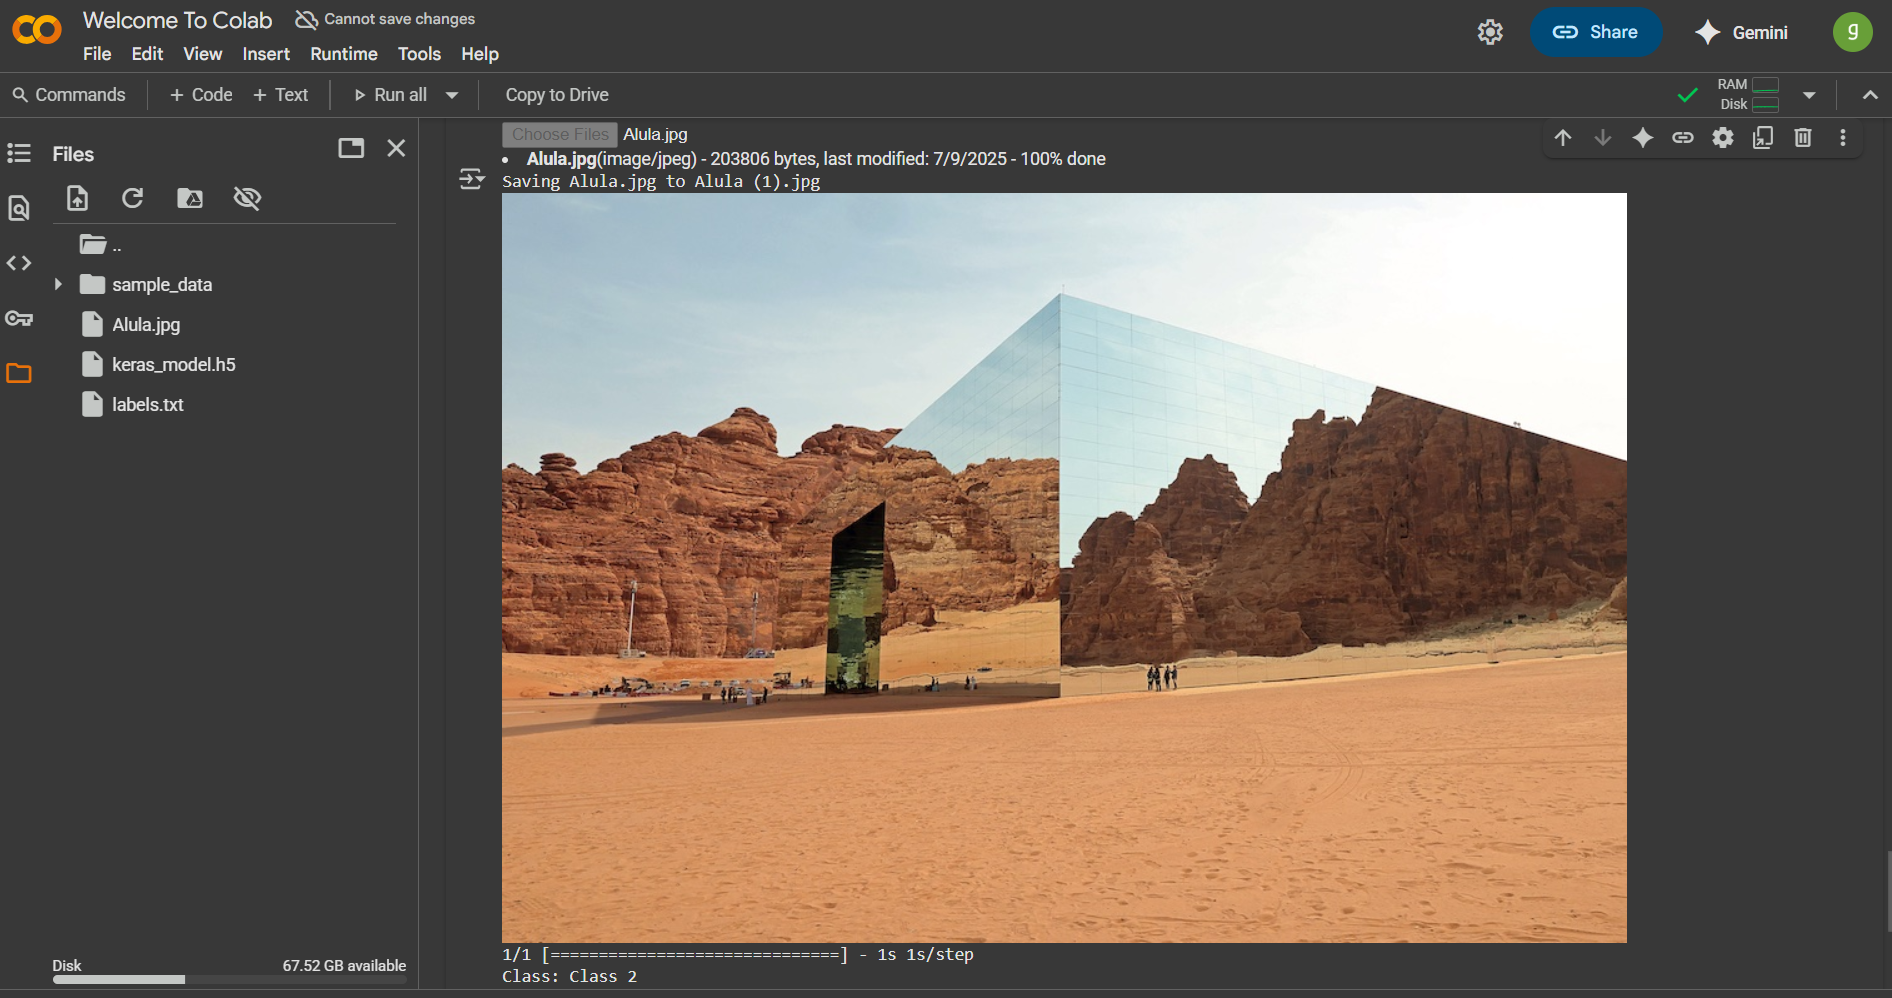 Welcome To Colab Cannot save changes
File Edit View Insert Runtime Tools Help
Share
Gemini
g
Commands + Code + Text Run all Copy to Drive
RAM
Disk
Files
..
sample_data
Alula.jpg
keras_model.h5
labels.txt
Disk 67.52 GB available
Choose Files Alula.jpg
• Alula.jpg(image/jpeg) - 203806 bytes, last modified: 7/9/2025 - 100% done
Saving Alula.jpg to Alula (1).jpg
1/1 [==============================] - 1s 1s/step
Class: Class 2